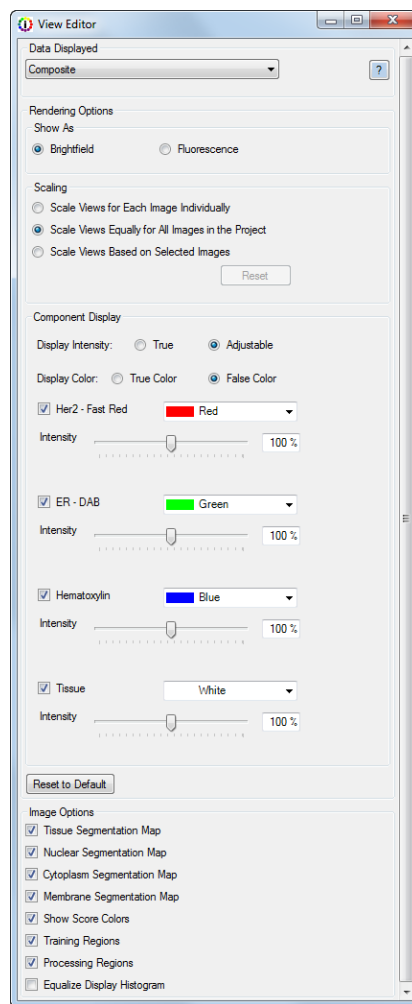 View Editor
Data Displayed
Composite
?
Rendering Options
Show As
Brightfield
Fluorescence
Scaling
Scale Views for Each Image Individually
Scale Views Equally for All Images in the Project
Scale Views Based on Selected Images
Reset
Component Display
Display Intensity: True Adjustable
Display Color: True Color False Color
Her2 - Fast Red Red
Intensity 100 %
ER - DAB Green
Intensity 100 %
Hematoxylin Blue
Intensity 100 %
Tissue White
Intensity 100 %
Reset to Default
Image Options
Tissue Segmentation Map
Nuclear Segmentation Map
Cytoplasm Segmentation Map
Membrane Segmentation Map
Show Score Colors
Training Regions
Processing Regions
Equalize Display Histogram